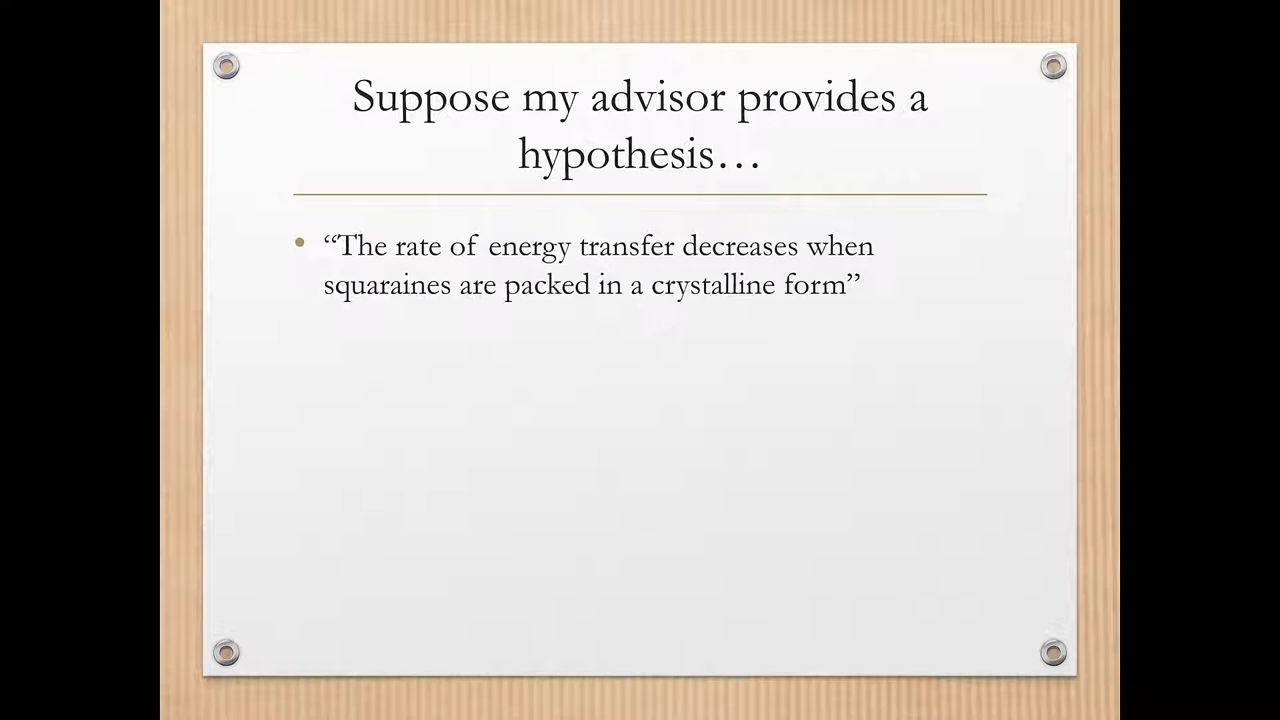 Suppose my advisor provides a
hypothesis…
• “The rate of energy transfer decreases when
squaraines are packed in a crystalline form”